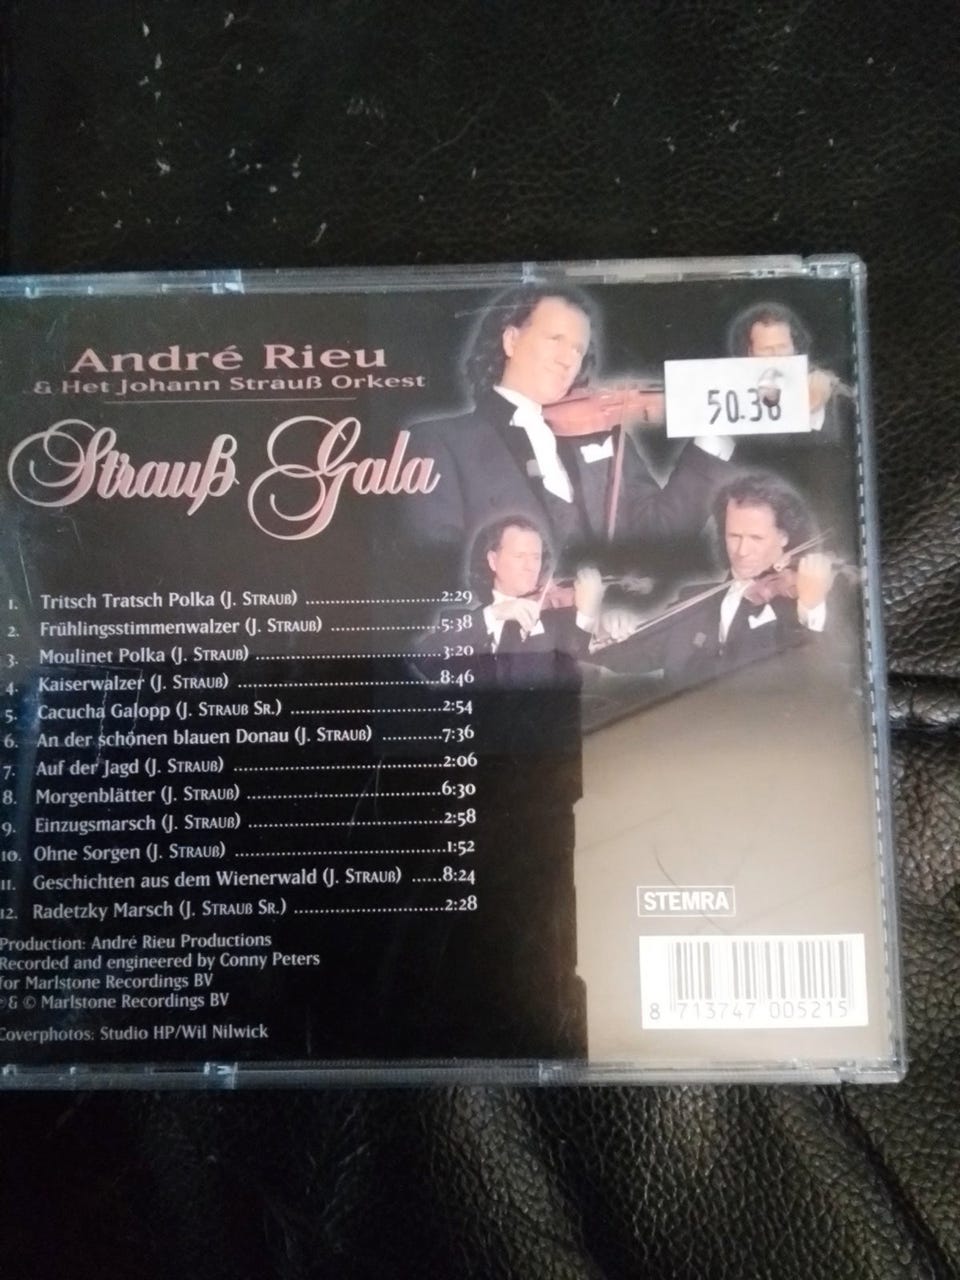 André Rieu
& Het Johann Strauß Orkest
Strauß Gala
50.38
1. Tritsch Tratsch Polka (J. Strauß) ........................2:29
2. Frühlingsstimmenwalzer (J. Strauß) ...................5:38
3. Moulinet Polka (J. Strauß) ................................3:20
4. Kaiserwalzer (J. Strauß) ...................................8:46
5. Cacucha Galopp (J. Strauß Sr.) ..........................2:54
6. An der schönen blauen Donau (J. Strauß) ...........7:36
7. Auf der Jagd (J. Strauß) ....................................2:06
8. Morgenblätter (J. Strauß) ..................................6:30
9. Einzugsmarsch (J. Strauß) .................................2:58
10. Ohne Sorgen (J. Strauß) ...................................1:52
11. Geschichten aus dem Wienerwald (J. Strauß) ......8:24
12. Radetzky Marsch (J. Strauß Sr.) .........................2:28
Production: André Rieu Productions
Recorded and engineered by Conny Peters
for Marlstone Recordings BV
℗ & © Marlstone Recordings BV
Coverphotos: Studio HP/Wil Nilwick
STEMRA
8 713747 005215